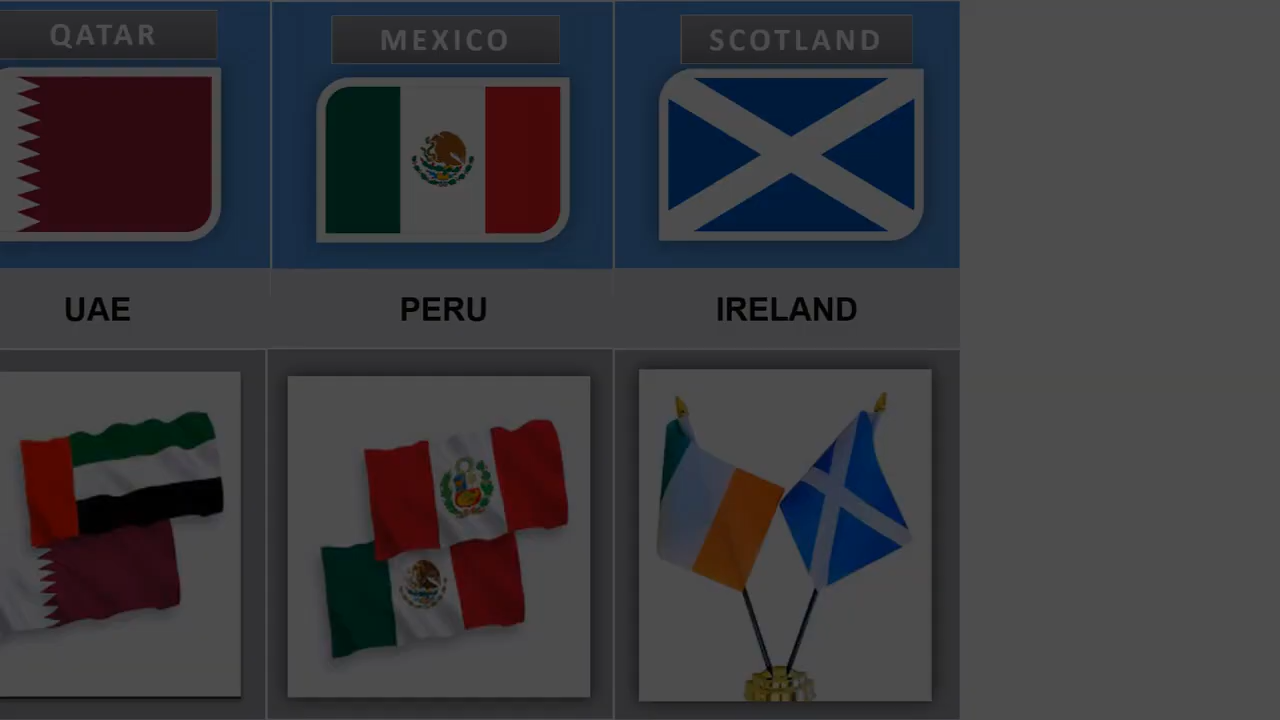 QATAR
MEXICO
SCOTLAND
UAE
PERU
IRELAND